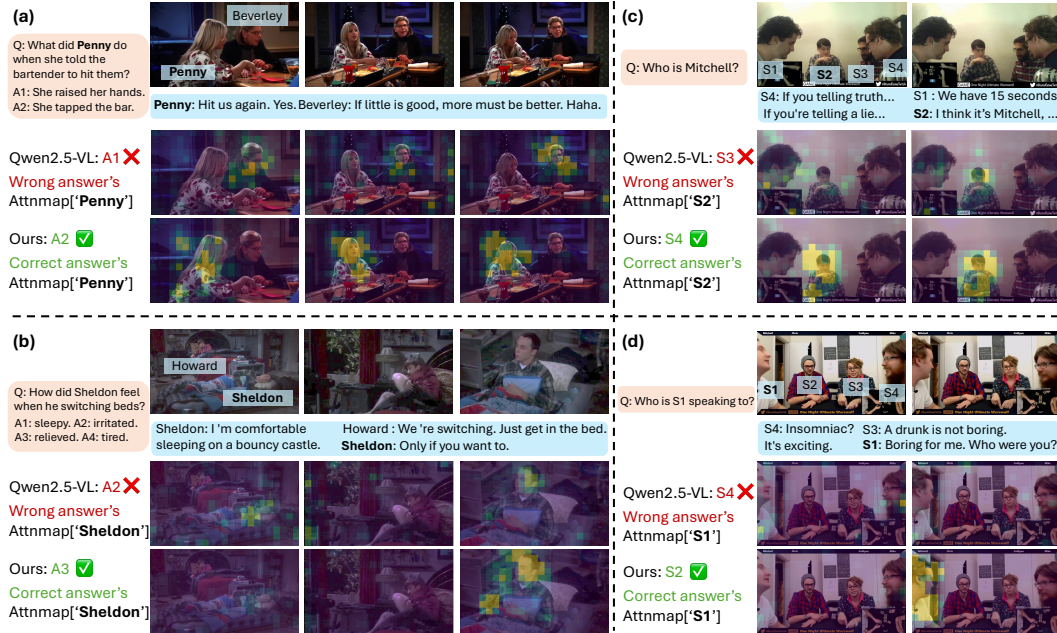 (a)
Beverley
Penny
Q: What did Penny do
when she told the
bartender to hit them?
A1: She raised her hands.
A2: She tapped the bar.
Penny: Hit us again. Yes. Beverley: If little is good, more must be better. Haha.
Qwen2.5-VL: A1
Wrong answer's
Attnmap['Penny']
Ours: A2
Correct answer's
Attnmap['Penny']
(b)
Howard
Sheldon
Q: How did Sheldon feel
when he switching beds?
A1: sleepy. A2: irritated.
A3: relieved. A4: tired.
Sheldon: I 'm comfortable
sleeping on a bouncy castle.
Howard : We 're switching. Just get in the bed.
Sheldon: Only if you want to.
Qwen2.5-VL: A2
Wrong answer's
Attnmap['Sheldon']
Ours: A3
Correct answer's
Attnmap['Sheldon']
(c)
Q: Who is Mitchell?
S1
S2
S3
S4
S4: If you telling truth...
If you're telling a lie...
S1 : We have 15 seconds
S2: I think it's Mitchell, ...
Qwen2.5-VL: S3
Wrong answer's
Attnmap['S2']
Ours: S4
Correct answer's
Attnmap['S2']
(d)
S1
S2
S3
S4
Q: Who is S1 speaking to?
S4: Insomniac?
It's exciting.
S3: A drunk is not boring.
S1: Boring for me. Who were you?
Qwen2.5-VL: S4
Wrong answer's
Attnmap['S1']
Ours: S2
Correct answer's
Attnmap['S1']